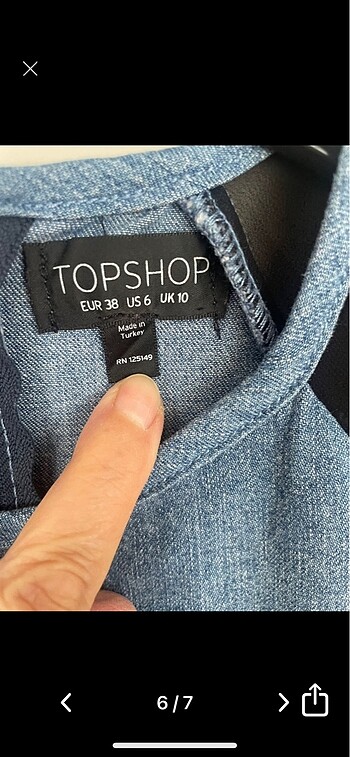 TOPSHOP
EUR 38 US 6 UK 10
Made in
Turkey
RN 125149
6/7